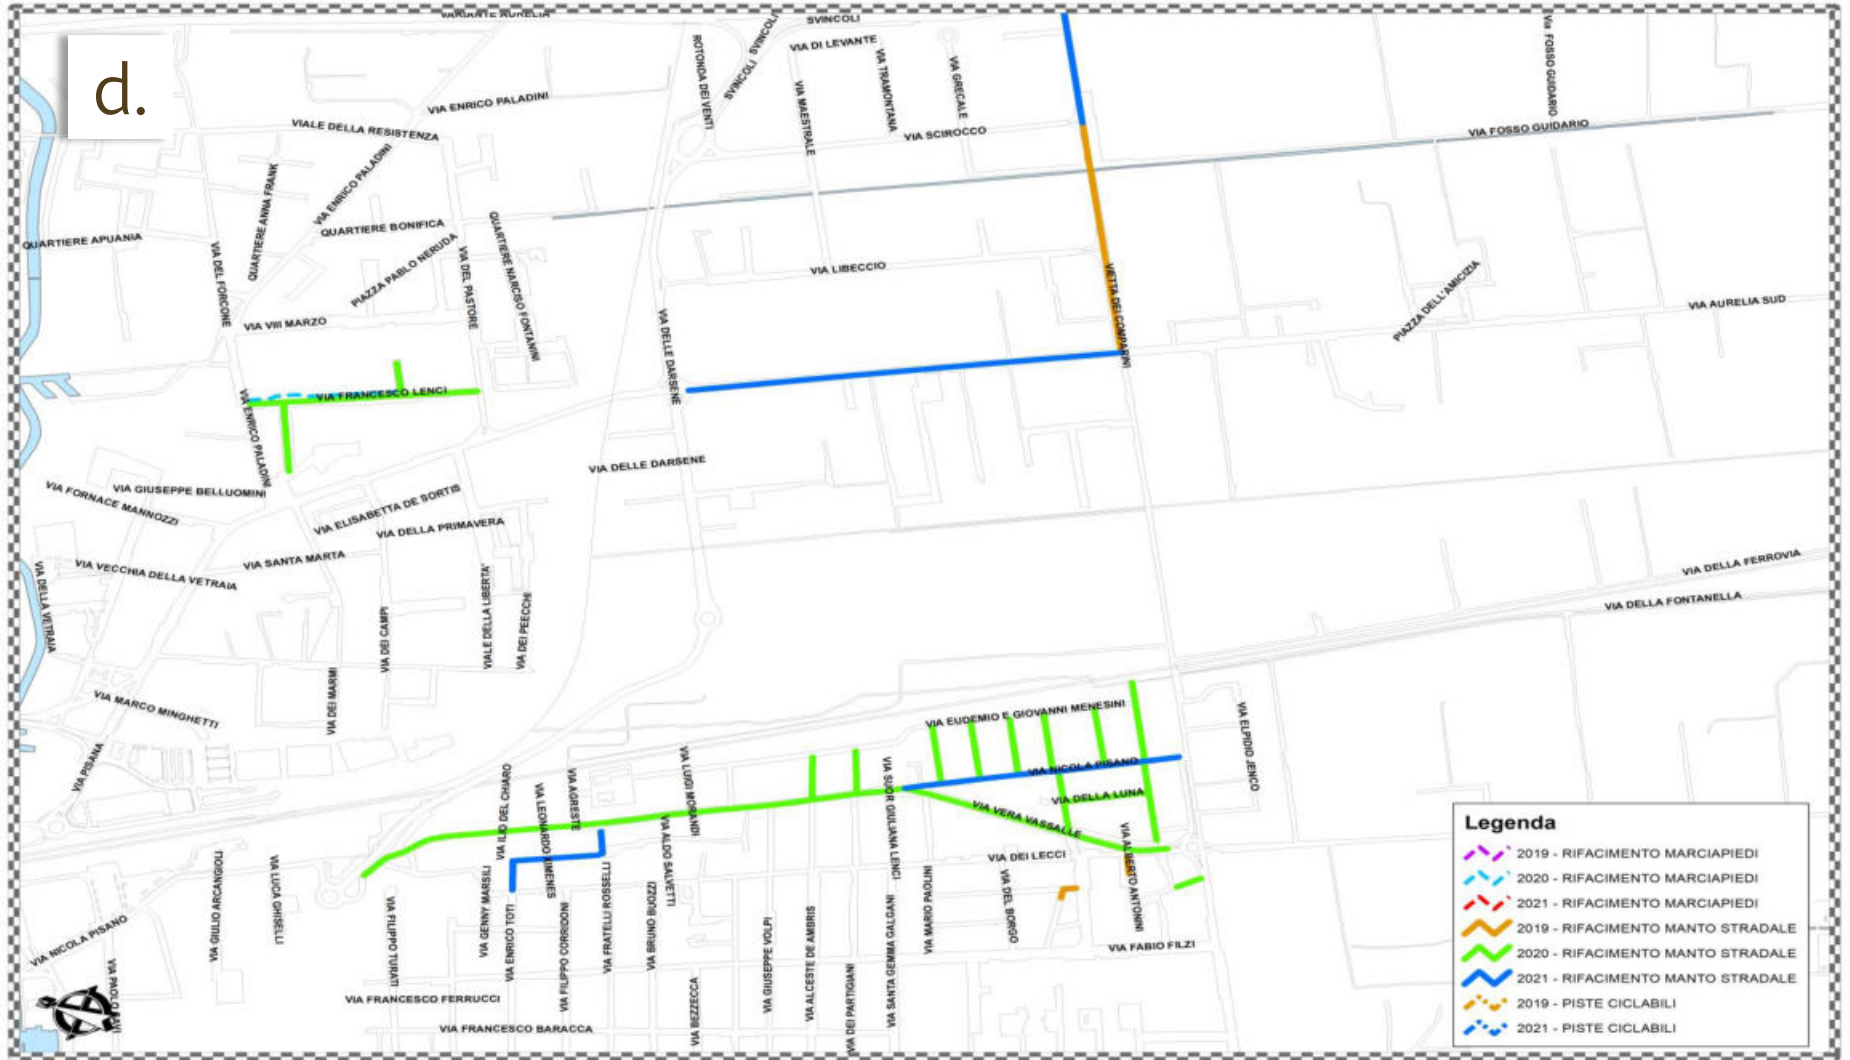 d.
VARIANTE AURELIA
SVINCOLI
SVINCOLI
SVINCOLI
ROTONDA DEI VENTI
VIA DI LEVANTE
VIA TRAMONTANA
VIA GRECALE
VIA MAESTRALE
VIA SCIROCCO
Via FOSSO GUIDARIO
VIA FOSSO GUIDARIO
VIA ENRICO PALADINI
VIALE DELLA RESISTENZA
VIA ENRICO PALADINI
QUARTIERE ANNA FRANK
QUARTIERE BONIFICA
QUARTIERE APUANIA
VIA DEL FORCONE
PIAZZA PABLO NERUDA
VIA DEL PASTORE
QUARTIERE NARCISO FONTANINI
VIA LIBECCIO
VIETTA DEI COMPARINI
PIAZZA DELL'AMICIZIA
VIA AURELIA SUD
VIA VIII MARZO
VIA DELLE DARSENE
VIA FRANCESCO LENCI
VIA ENRICO PALADINI
VIA DELLE DARSENE
VIA GIUSEPPE BELLUOMINI
VIA FORNACE MANNOZZI
VIA ELISABETTA DE SORTIS
VIA DELLA PRIMAVERA
VIA SANTA MARTA
VIA VECCHIA DELLA VETRAIA
VIA DELLA VETRAIA
VIA DEI CAMPI
VIALE DELLA LIBERTA'
VIA DEI PEECCHI
VIA DELLA FERROVIA
VIA DELLA FONTANELLA
VIA DEI MARMI
VIA MARCO MINGHETTI
VIA PISANA
VIA EUDEMIO E GIOVANNI MENESINI
VIA ELPIDIO JENCO
VIA NICOLA PISANO
VIA DELLA LUNA
VIA VERA VASSALLE
VIA ILIO DEL CHIARO
VIA LEONARDO XIMENES
VIA AGRESTE
VIA LUIGI MORANDI
VIA SUOR GIULIANA LENCI
VIA ALDO SALVETTI
VIA DEI LECCI
VIA ALBERTO ANTONINI
VIA GIULIO ARCANGIOLI
VIA LUCA GHISELLI
VIA FILIPPO TURATI
VIA GENNY MARSILI
VIA ENRICO TOTI
VIA FILIPPO CORRIDONI
VIA FRATELLI ROSSELLI
VIA BRUNO BUOZZI
VIA GIUSEPPE VOLPI
VIA ALCESTE DE AMBRIS
VIA SANTA GEMMA GALGANI
VIA MARIO PAOLINI
VIA DEL BORGO
VIA FABIO FILZI
VIA NICOLA PISANO
VIA DEI PARTIGIANI
VIA BEZZECCA
VIA FRANCESCO FERRUCCI
VIA FRANCESCO BARACCA
Legenda
2019 - RIFACIMENTO MARCIAPIEDI
2020 - RIFACIMENTO MARCIAPIEDI
2021 - RIFACIMENTO MARCIAPIEDI
2019 - RIFACIMENTO MANTO STRADALE
2020 - RIFACIMENTO MANTO STRADALE
2021 - RIFACIMENTO MANTO STRADALE
2019 - PISTE CICLABILI
2021 - PISTE CICLABILI